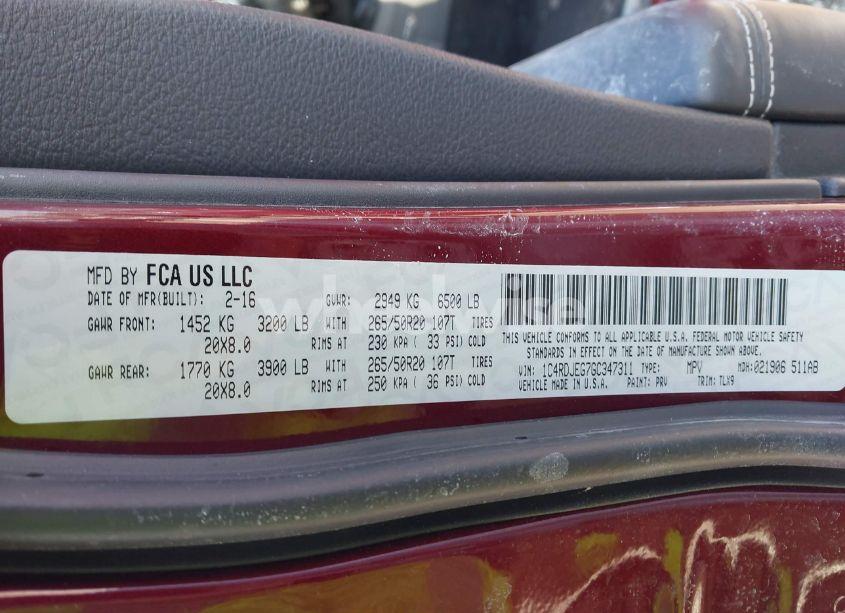 MFD BY FCA US LLC
DATE OF MFR(BUILT): 2-16 GVWR: 2949 KG 6500 LB
GAWR FRONT: 1452 KG 3200 LB WITH 265/50R20 107T TIRES
20X8.0 RIMS AT 230 KPA ( 33 PSI) COLD
GAWR REAR: 1770 KG 3900 LB WITH 265/50R20 107T TIRES
20X8.0 RIMS AT 250 KPA ( 36 PSI) COLD
THIS VEHICLE CONFORMS TO ALL APPLICABLE U.S.A. FEDERAL MOTOR VEHICLE SAFETY
STANDARDS IN EFFECT ON THE DATE OF MANUFACTURE SHOWN ABOVE.
VIN: 1C4RDJEG7GC347311 TYPE: MPV MDH:021906 511AB
VEHICLE MADE IN U.S.A. PAINT: PRV TRIM: TLX9